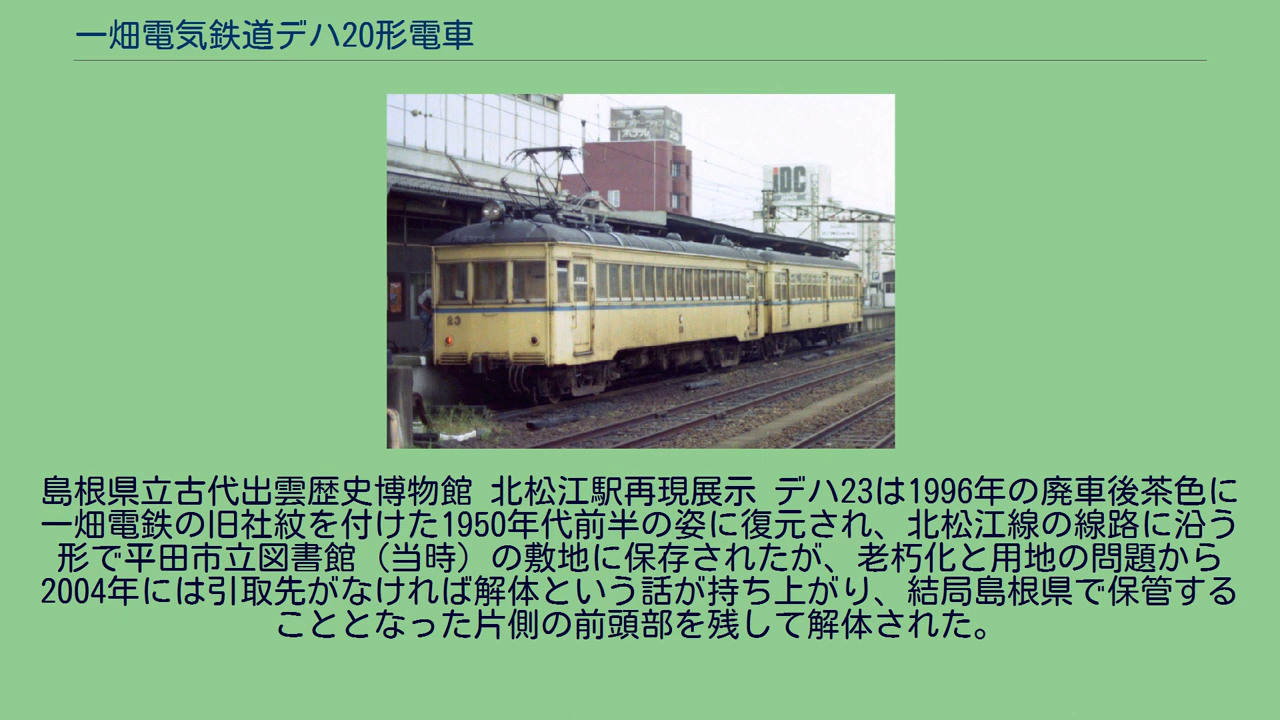 一畑電気鉄道デハ20形電車
ホテル
iDC
23
島根県立古代出雲歴史博物館 北松江駅再現展示 デハ23は1996年の廃車後茶色に
一畑電鉄の旧社紋を付けた1950年代前半の姿に復元され、北松江線の線路に沿う
形で平田市立図書館（当時）の敷地に保存されたが、老朽化と用地の問題から
2004年には引取先がなければ解体という話が持ち上がり、結局島根県で保管する
こととなった片側の前頭部を残して解体された。